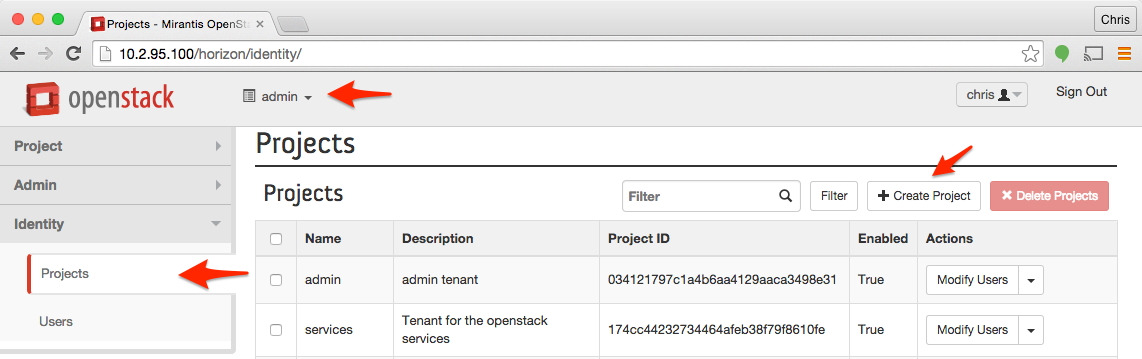 Projects - Mirantis OpenSta
Chris
10.2.95.100/horizon/identity/
openstack
admin
chris
Sign Out
Project
Admin
Identity
Projects
Users
Projects
Projects
Filter
Filter
Create Project
Delete Projects
Name Description Project ID Enabled Actions
admin admin tenant 034121797c1a4b6aa4129aaca3498e31 True Modify Users
services Tenant for the openstack services 174cc44232734464afeb38f79f8610fe True Modify Users